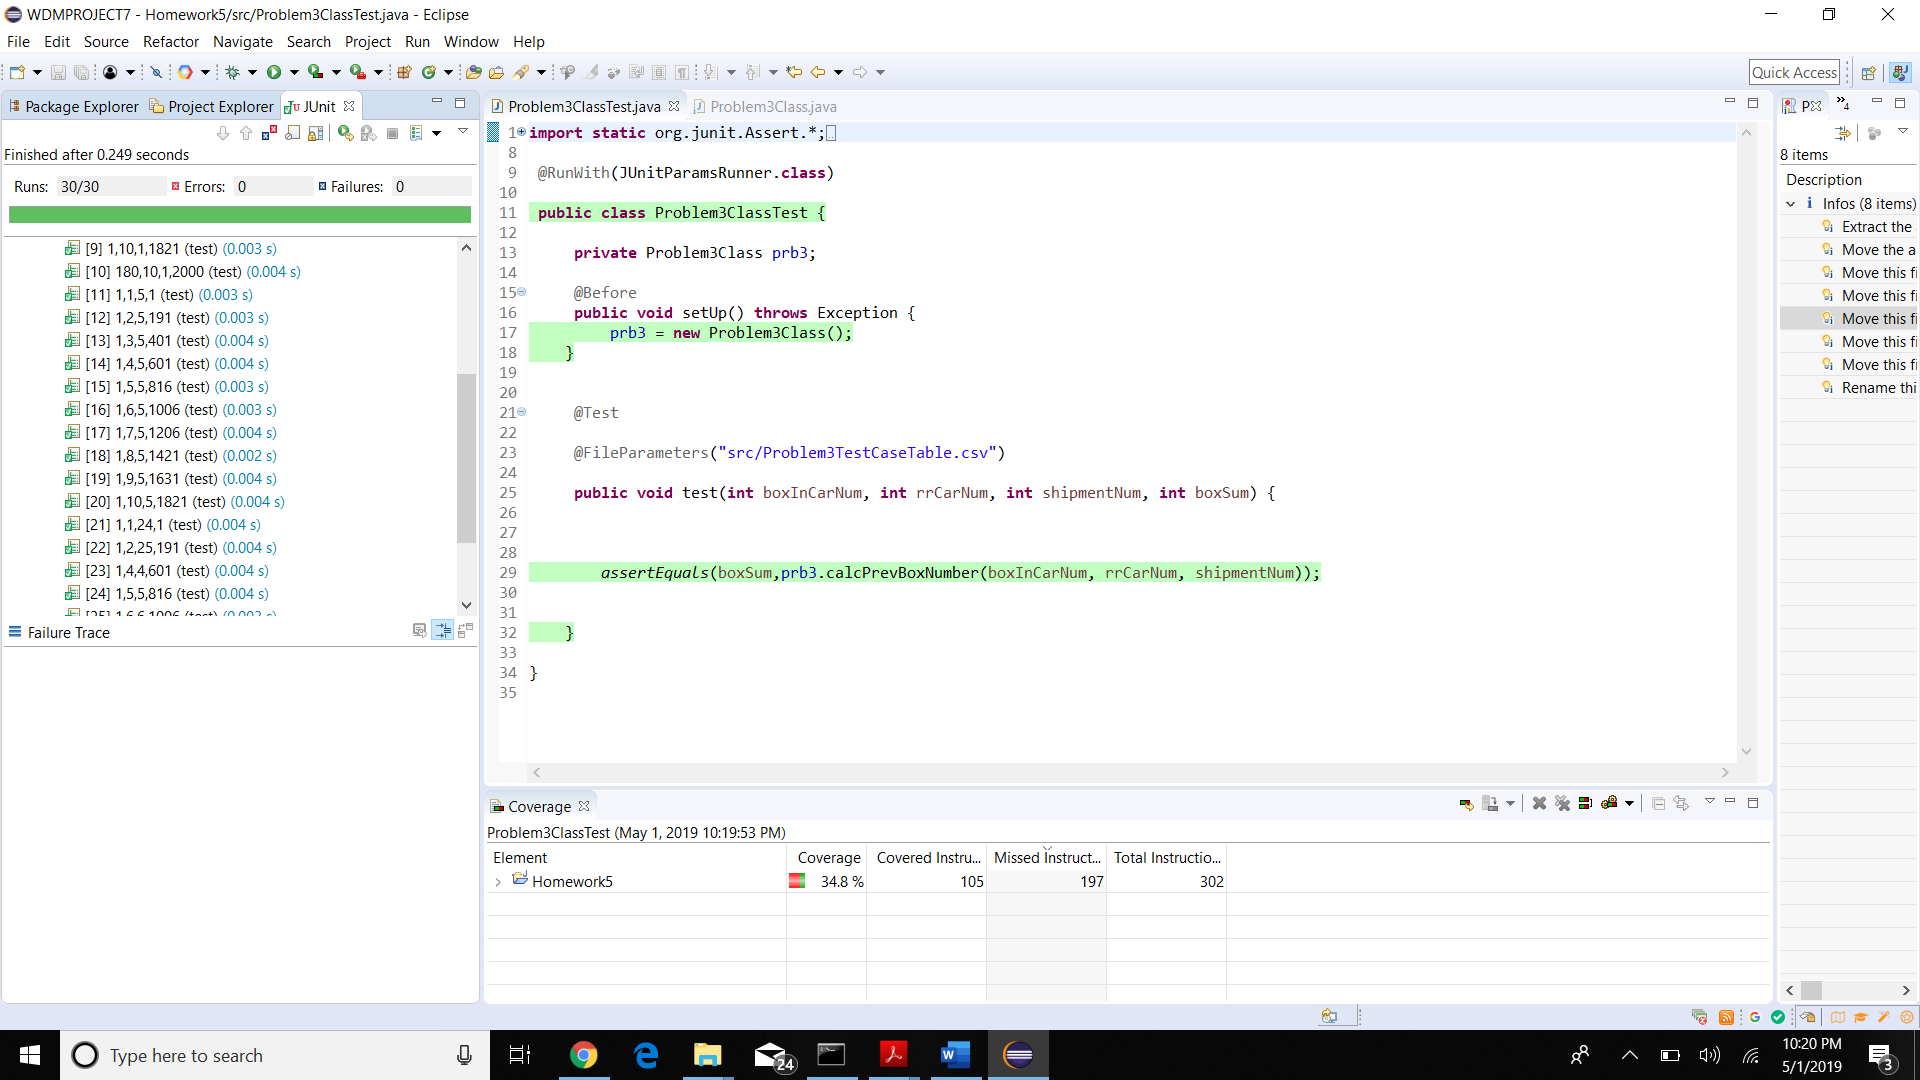 WDMPROJECT7 - Homework5/src/Problem3ClassTest.java - Eclipse
File Edit Source Refactor Navigate Search Project Run Window Help
Quick Access
Package Explorer Project Explorer JUnit
Finished after 0.249 seconds
Runs: 30/30 Errors: 0 Failures: 0
[9] 1,10,1,1821 (test) (0.003 s)
[10] 180,10,1,2000 (test) (0.004 s)
[11] 1,1,5,1 (test) (0.003 s)
[12] 1,2,5,191 (test) (0.003 s)
[13] 1,3,5,401 (test) (0.004 s)
[14] 1,4,5,601 (test) (0.004 s)
[15] 1,5,5,816 (test) (0.003 s)
[16] 1,6,5,1006 (test) (0.003 s)
[17] 1,7,5,1206 (test) (0.004 s)
[18] 1,8,5,1421 (test) (0.002 s)
[19] 1,9,5,1631 (test) (0.004 s)
[20] 1,10,5,1821 (test) (0.004 s)
[21] 1,1,24,1 (test) (0.004 s)
[22] 1,2,25,191 (test) (0.004 s)
[23] 1,4,4,601 (test) (0.004 s)
[24] 1,5,5,816 (test) (0.004 s)
Failure Trace
Problem3ClassTest.java Problem3Class.java
1 import static org.junit.Assert.*;
8
9 @RunWith(JUnitParamsRunner.class)
10
11 public class Problem3ClassTest {
12
13 private Problem3Class prb3;
14
15 @Before
16 public void setUp() throws Exception {
17 prb3 = new Problem3Class();
18 }
19
20
21 @Test
22
23 @FileParameters("src/Problem3TestCaseTable.csv")
24
25 public void test(int boxInCarNum, int rrCarNum, int shipmentNum, int boxSum) {
26
27
28
29 assertEquals(boxSum,prb3.calcPrevBoxNumber(boxInCarNum, rrCarNum, shipmentNum));
30
31
32 }
33
34 }
35
Coverage
Problem3ClassTest (May 1, 2019 10:19:53 PM)
Element Coverage Covered Instru... Missed Instruct... Total Instructio...
Homework5 34.8 % 105 197 302
P 4
8 items
Description
Infos (8 items)
Extract the
Move the a
Move this fi
Move this fi
Move this fi
Move this fi
Move this fi
Rename thi
Type here to search
24
10:20 PM
5/1/2019
3